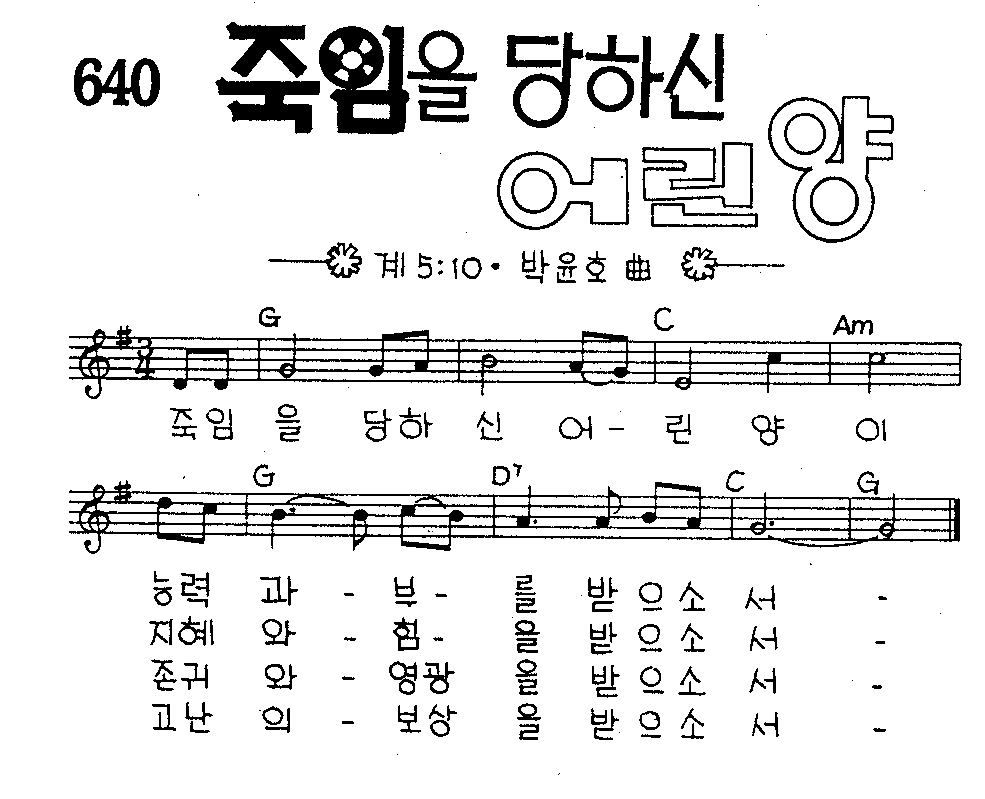 640 죽임을 당하신
어린양
계 5:10 • 박윤호 曲
G C Am
3/4
죽임 을 당하 신 어 - 린 양 이
G D7 C G
능력 과 - 부 - 를 받 으 소 서 -
지혜 와 - 힘 - 을 받 으 소 서 -
존귀 와 - 영광 을 받 으 소 서 -
고난 의 - 보상 을 받 으 소 서 -